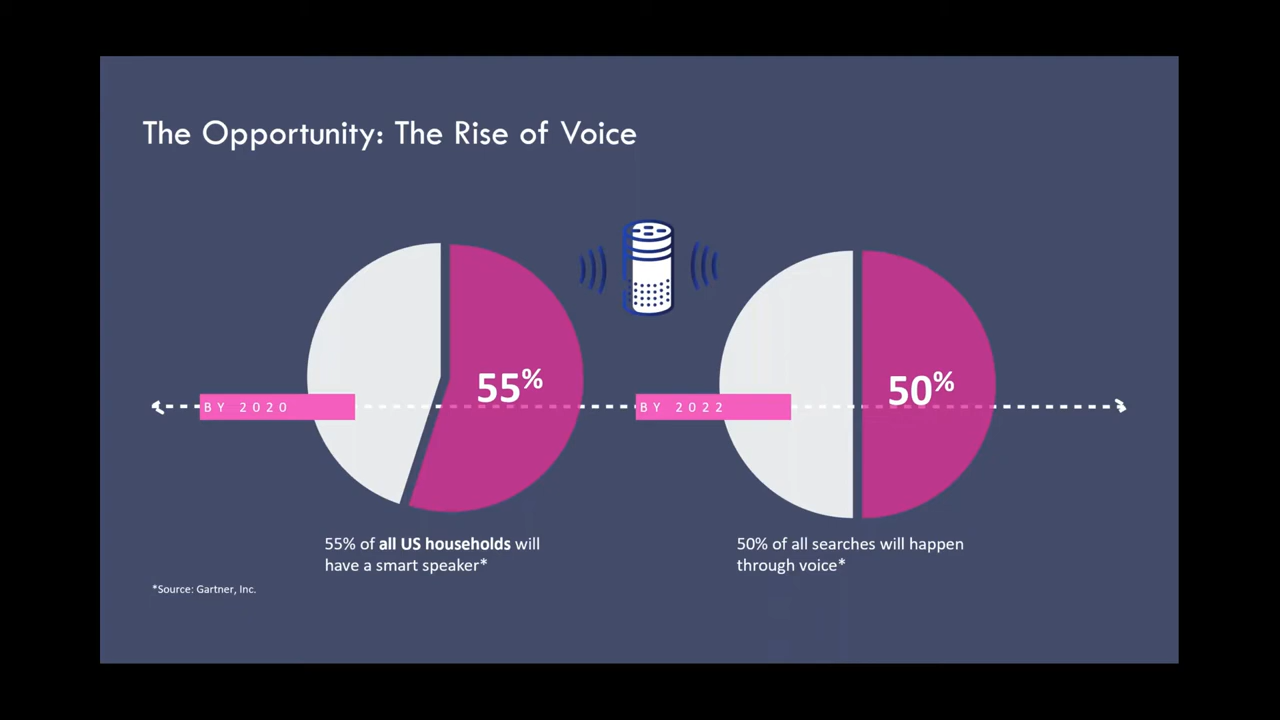 The Opportunity: The Rise of Voice
55%
BY 2020
50%
BY 2022
55% of all US households will
have a smart speaker*
50% of all searches will happen
through voice*
*Source: Gartner, Inc.